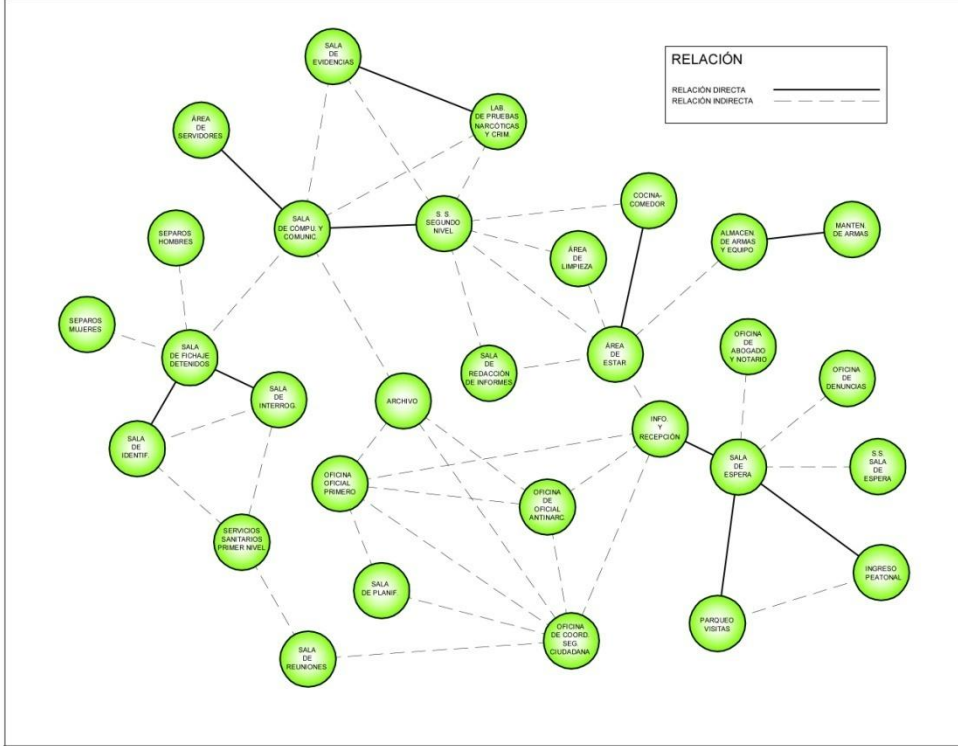 SALA
DE
EVIDENCIAS
RELACIÓN
RELACIÓN DIRECTA
RELACIÓN INDIRECTA
LAB.
DE PRUEBAS
NARCÓTICAS
Y CRIM.
ÁREA
DE
SERVIDORES
COCINA-
COMEDOR
SEPAROS
HOMBRES
SALA
DE CÓMPU. Y
COMUNIC.
S. S.
SEGUNDO
NIVEL
ÁREA
DE
LIMPIEZA
ALMACEN.
DE ARMAS
Y EQUIPO
MANTEN.
DE ARMAS
SEPAROS
MUJERES
SALA
DE FICHAJE
DETENIDOS
SALA
DE
REDACCIÓN
DE INFORMES
ÁREA
DE
ESTAR
OFICINA
DE
ABOGADO
Y NOTARIO
OFICINA
DE
DENUNCIAS
SALA
DE
INTERROG.
ARCHIVO
INFO.
Y
RECEPCIÓN
SALA
DE
IDENTIF.
OFICINA
OFICIAL
PRIMERO
OFICINA
DE
OFICIAL
ANTINARC.
SALA
DE
ESPERA
S.S.
SALA
DE
ESPERA
SERVICIOS
SANITARIOS
PRIMER NIVEL
SALA
DE PLANIF.
INGRESO
PEATONAL
SALA
DE
REUNIONES
OFICINA
DE COORD.
SEG.
CIUDADANA
PARQUEO
VISITAS